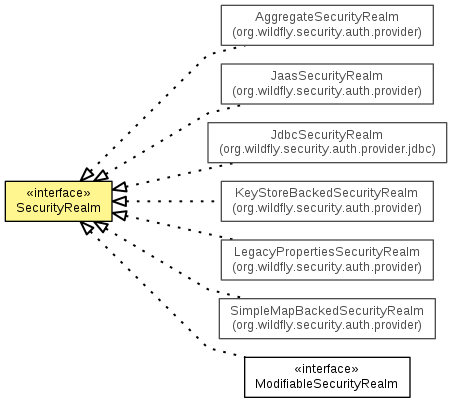 AggregateSecurityRealm
(org.wildfly.security.auth.provider)
JaasSecurityRealm
(org.wildfly.security.auth.provider)
JdbcSecurityRealm
(org.wildfly.security.auth.provider.jdbc)
«interface»
SecurityRealm
KeyStoreBackedSecurityRealm
(org.wildfly.security.auth.provider)
LegacyPropertiesSecurityRealm
(org.wildfly.security.auth.provider)
SimpleMapBackedSecurityRealm
(org.wildfly.security.auth.provider)
«interface»
ModifiableSecurityRealm